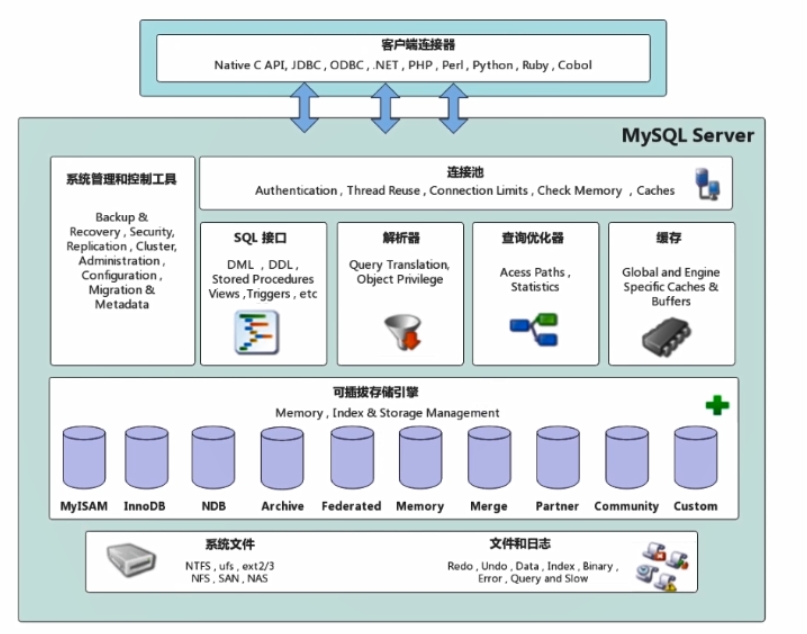 客户端连接器
Native C API, JDBC , ODBC , .NET , PHP , Perl , Python , Ruby , Cobol
MySQL Server
系统管理和控制工具
Backup &
Recovery , Security,
Replication , Cluster,
Administration ,
Configuration ,
Migration &
Metadata
连接池
Authentication , Thread Reuse , Connection Limits , Check Memory , Caches
SQL 接口
DML , DDL ,
Stored Procedures
Views ,Triggers , etc
解析器
Query Translation,
Object Privilege
查询优化器
Acess Paths ,
Statistics
缓存
Global and Engine
Specific Caches &
Buffers
可插拔存储引擎
Memory , Index & Storage Management
MyISAM InnoDB NDB Archive Federated Memory Merge Partner Community Custom
系统文件
NTFS , ufs , ext2/3
NFS , SAN , NAS
文件和日志
Redo , Undo , Data , Index , Binary ,
Error , Query and Slow